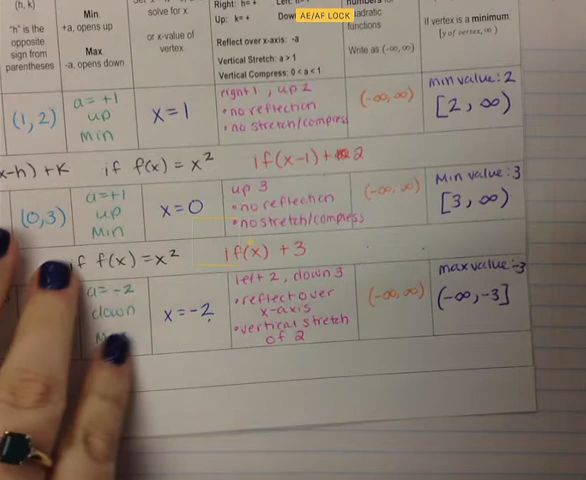 (h, k)
"h" is the
opposite
sign from
parentheses
Min
+a, opens up
Max
-a, opens down
solve for x
or x-value of
vertex
Right: h= +
Up: k= +
AE/AF LOCK
Reflect over x-axis: -a
Vertical Stretch: a > 1
Vertical Compress: 0 < a < 1
functions
Write as (-∞,∞)
If vertex is a minimum
[y of vertex, ∞)
(1, 2)
a= +1
up
min
x=1
right 1, up 2
• no reflection
• no stretch/compress
(-∞, ∞)
min value: 2
[2, ∞)
x-h) + K
if f(x) = x²
1f(x-1) + 2
(0,3)
a=+1
up
Min
x=0
up 3
• no reflection
• no stretch/compress
(-∞, ∞)
Min value: 3
[3, ∞)
if f(x) = x²
1f(x) + 3
a= -2
down
x = -2
left 2, down 3
• reflect over
x-axis
• vertical stretch
of 2
(-∞, ∞)
max value: -3
(-∞, -3]